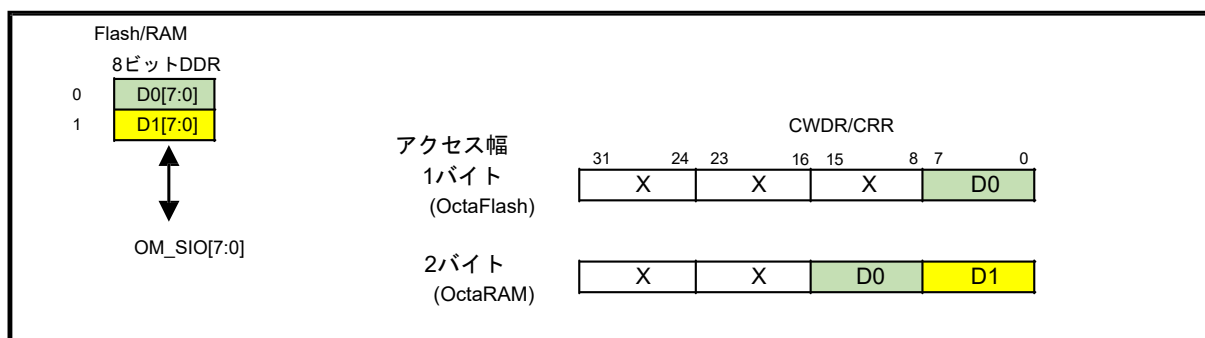 Flash/RAM
8ビットDDR
0 D0[7:0]
1 D1[7:0]
OM_SIO[7:0]
CWDR/CRR
アクセス幅
31 24 23 16 15 8 7 0
1バイト X X X D0
(OctaFlash)
2バイト X X D0 D1
(OctaRAM)